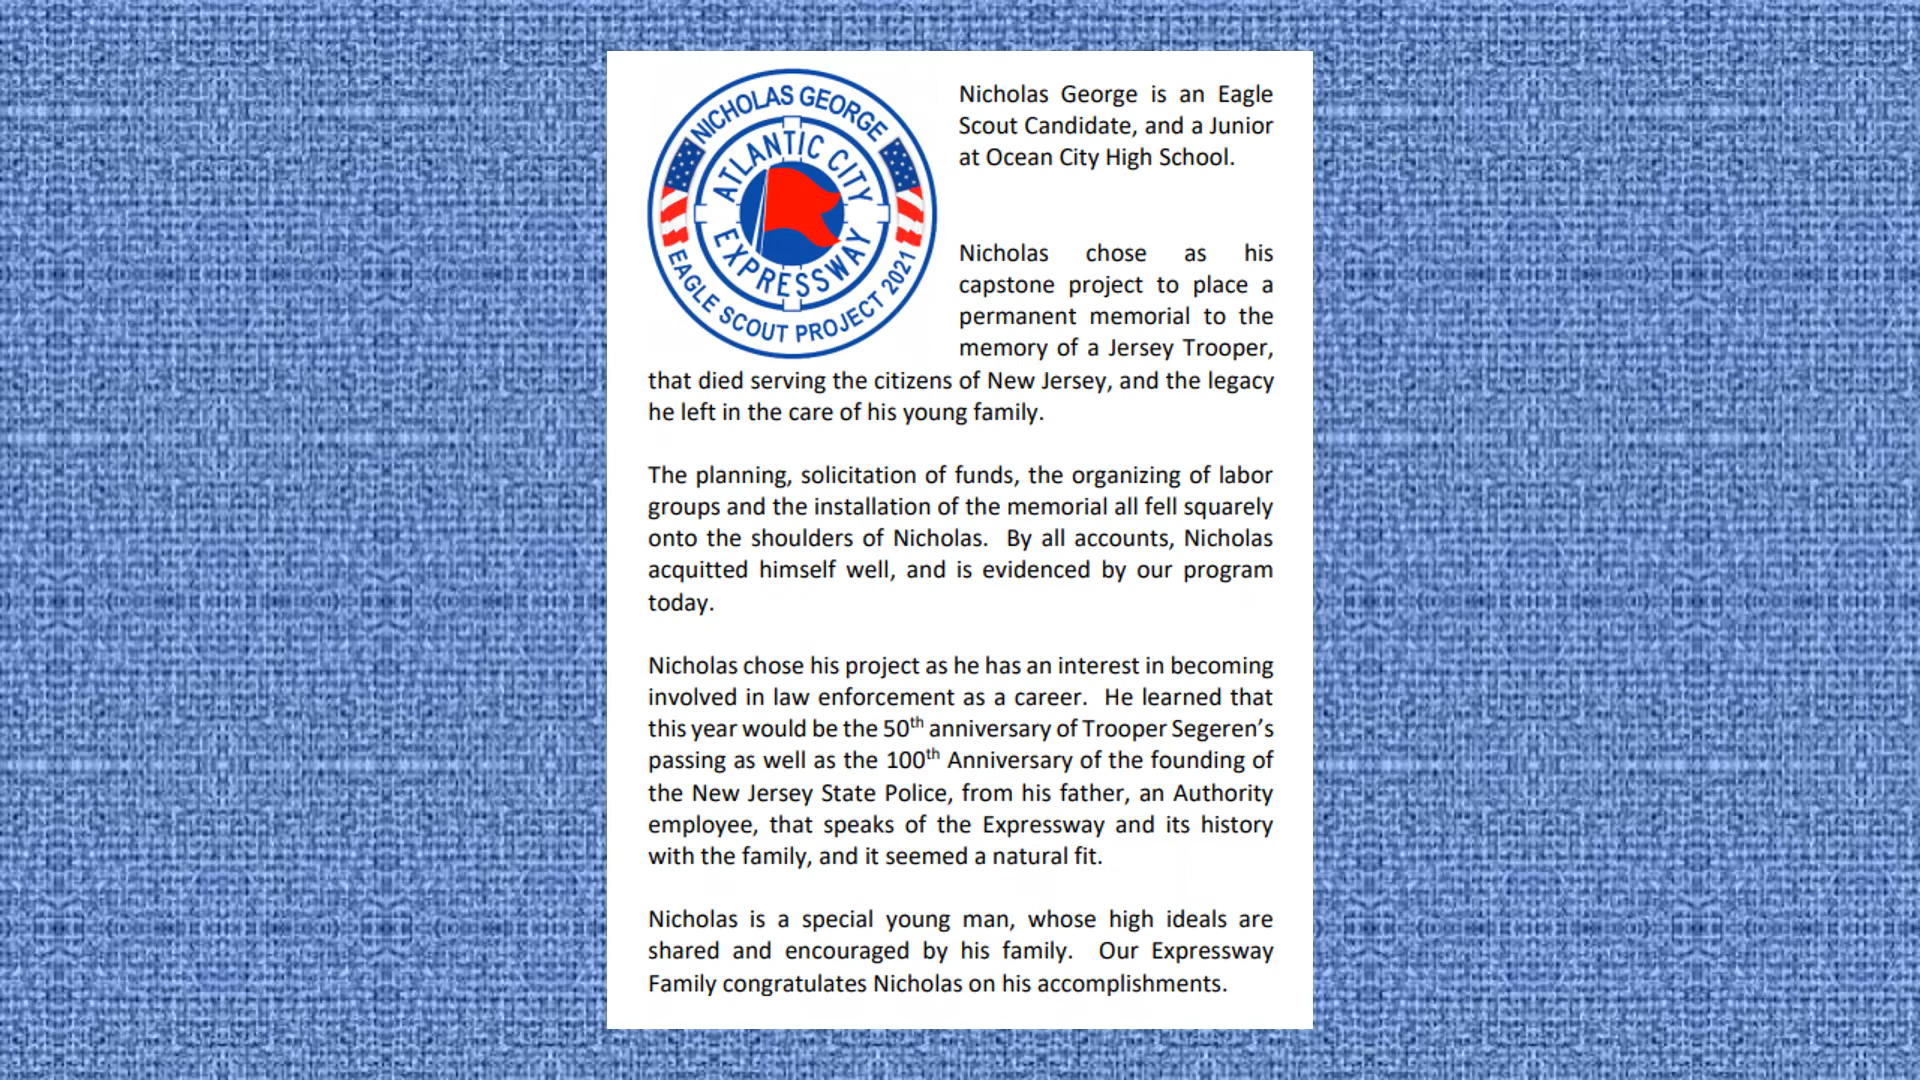 NICHOLAS GEORGE
ATLANTIC CITY
EXPRESSWAY
EAGLE SCOUT PROJECT 2021
Nicholas George is an Eagle
Scout Candidate, and a Junior
at Ocean City High School.
Nicholas chose as his
capstone project to place a
permanent memorial to the
memory of a Jersey Trooper,
that died serving the citizens of New Jersey, and the legacy
he left in the care of his young family.
The planning, solicitation of funds, the organizing of labor
groups and the installation of the memorial all fell squarely
onto the shoulders of Nicholas.  By all accounts, Nicholas
acquitted himself well, and is evidenced by our program
today.
Nicholas chose his project as he has an interest in becoming
involved in law enforcement as a career.  He learned that
this year would be the 50th anniversary of Trooper Segeren’s
passing as well as the 100th Anniversary of the founding of
the New Jersey State Police, from his father, an Authority
employee, that speaks of the Expressway and its history
with the family, and it seemed a natural fit.
Nicholas is a special young man, whose high ideals are
shared and encouraged by his family.  Our Expressway
Family congratulates Nicholas on his accomplishments.